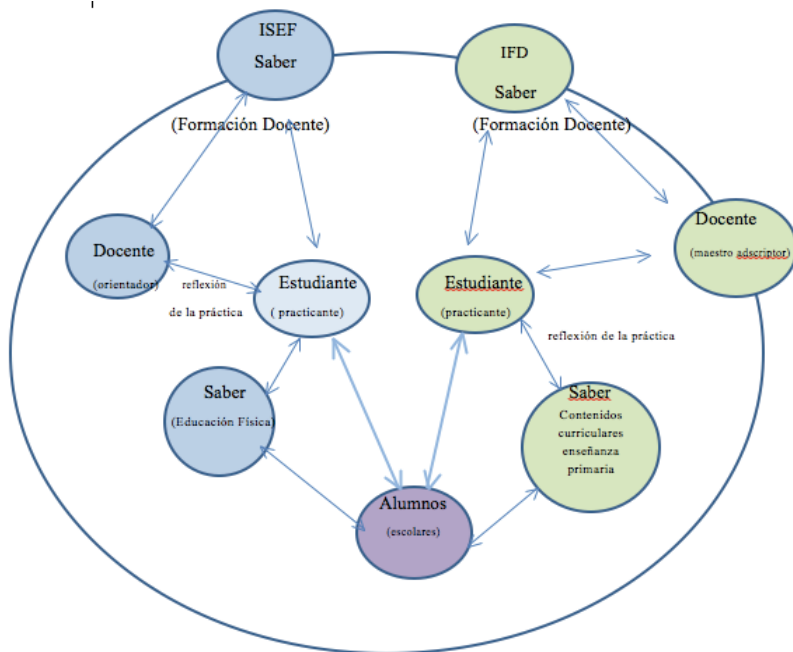 ISEF
Saber
(Formación Docente)
IFD
Saber
(Formación Docente)
Docente
(orientador)
reflexión
de la práctica
Estudiante
( practicante)
Estudiante
(practicante)
Docente
(maestro adscriptor)
reflexión de la práctica
Saber
(Educación Física)
Saber
Contenidos
curriculares
enseñanza
primaria
Alumnos
(escolares)